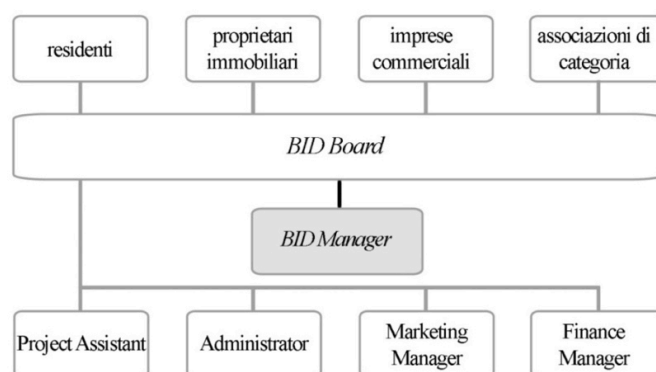 residenti
proprietari
immobiliari
imprese
commerciali
associazioni di
categoria
BID Board
BID Manager
Project Assistant
Administrator
Marketing
Manager
Finance
Manager